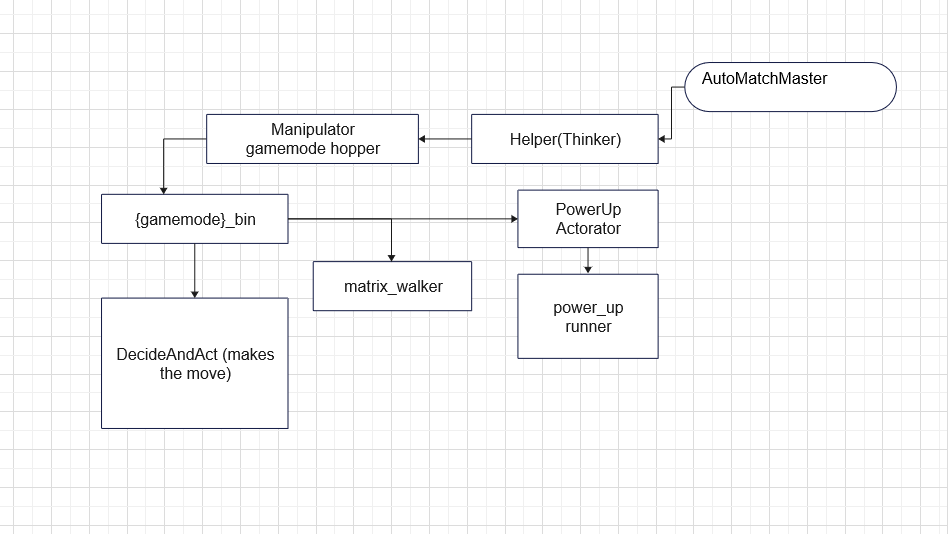 AutoMatchMaster
Manipulator
gamemode hopper
Helper(Thinker)
{gamemode}_bin
PowerUp
Actorator
matrix_walker
power_up
runner
DecideAndAct (makes
the move)